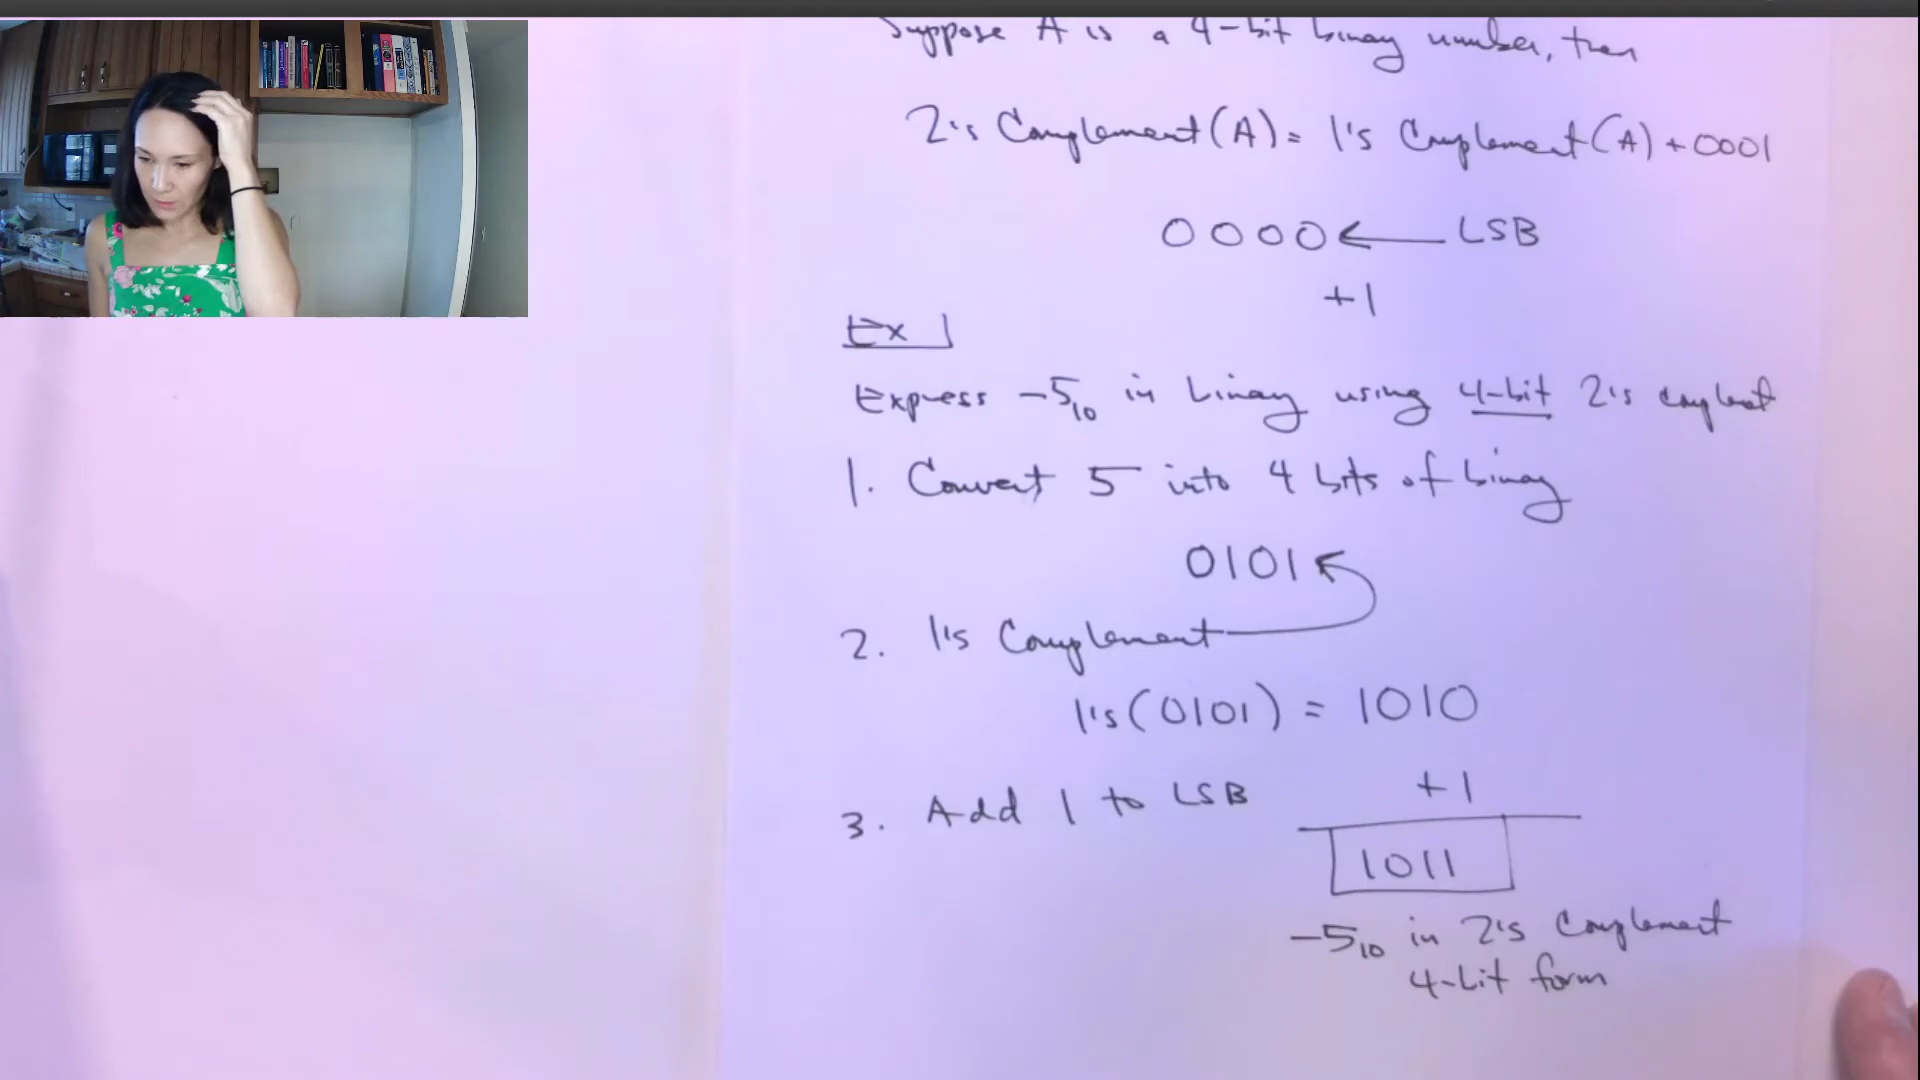 Suppose A is a 4-bit binary number, then
2's Complement(A) = 1's Complement(A) + 0001
0000 ← LSB
+1
Ex 1
Express -5₁₀ in binary using 4-bit 2's complement
1. Convert 5 into 4 bits of binary
0101
2. 1's Complement
1's(0101) = 1010
3. Add 1 to LSB +1
1011
-5₁₀ in 2's Complement
4-bit form